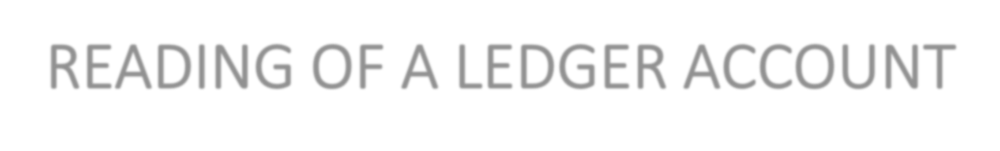 READING OF A LEDGER ACCOUNT